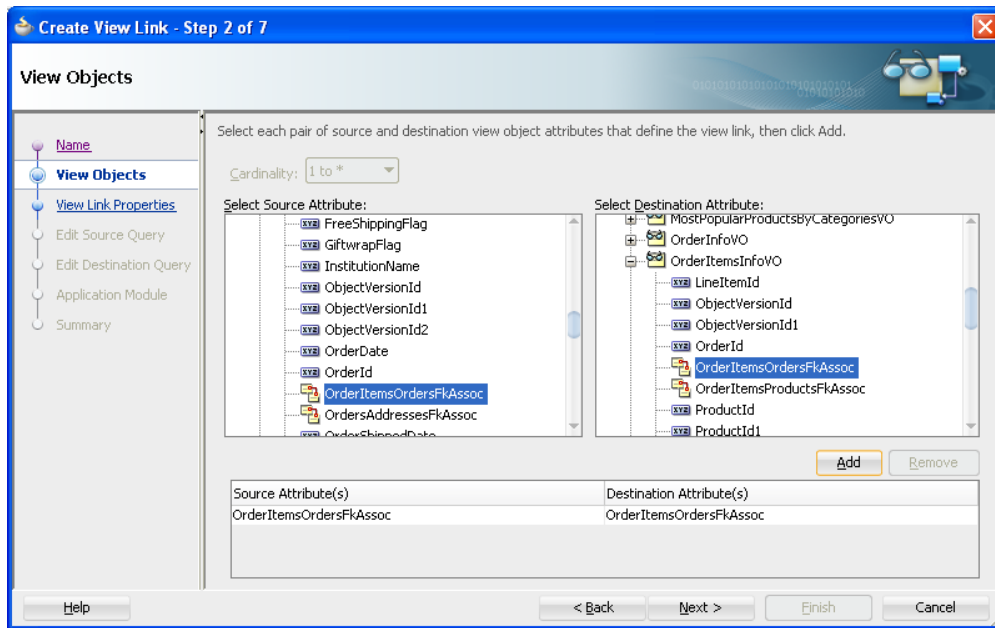 Create View Link - Step 2 of 7
View Objects
Name
View Objects
View Link Properties
Edit Source Query
Edit Destination Query
Application Module
Summary
Select each pair of source and destination view object attributes that define the view link, then click Add.
Cardinality: 1 to *
Select Source Attribute:
FreeShippingFlag
GiftwrapFlag
InstitutionName
ObjectVersionId
ObjectVersionId1
ObjectVersionId2
OrderDate
OrderId
OrderItemsOrdersFkAssoc
OrdersAddressesFkAssoc
OrderShippedDate
Select Destination Attribute:
MostPopularProductsByCategoriesVO
OrderInfoVO
OrderItemsInfoVO
LineItemId
ObjectVersionId
ObjectVersionId1
OrderId
OrderItemsOrdersFkAssoc
OrderItemsProductsFkAssoc
ProductId
ProductId1
Add Remove
Source Attribute(s) Destination Attribute(s)
OrderItemsOrdersFkAssoc OrderItemsOrdersFkAssoc
Help < Back Next > Finish Cancel